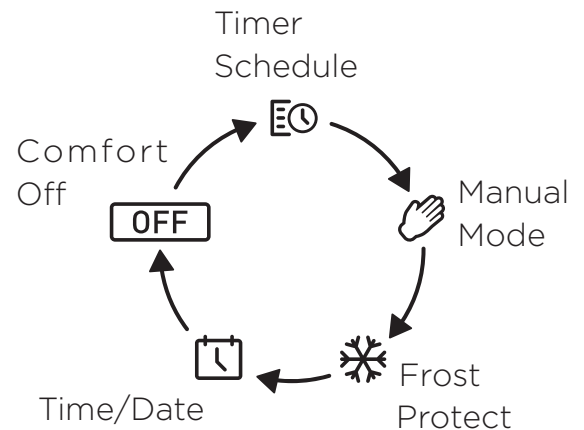 Timer
Schedule
Comfort
Off
OFF
Manual
Mode
Time/Date
Frost
Protect